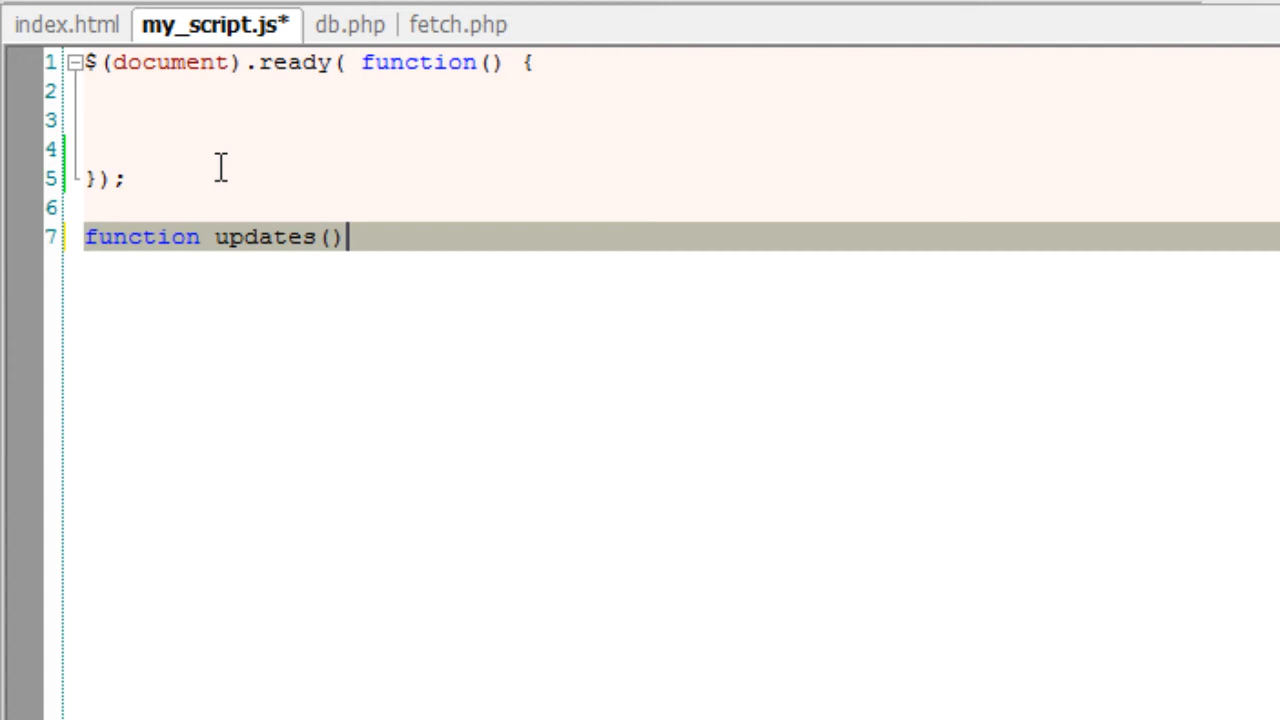 index.html my_script.js* db.php fetch.php
1 $(document).ready( function() {
2
3
4
5 });
6
7 function updates()